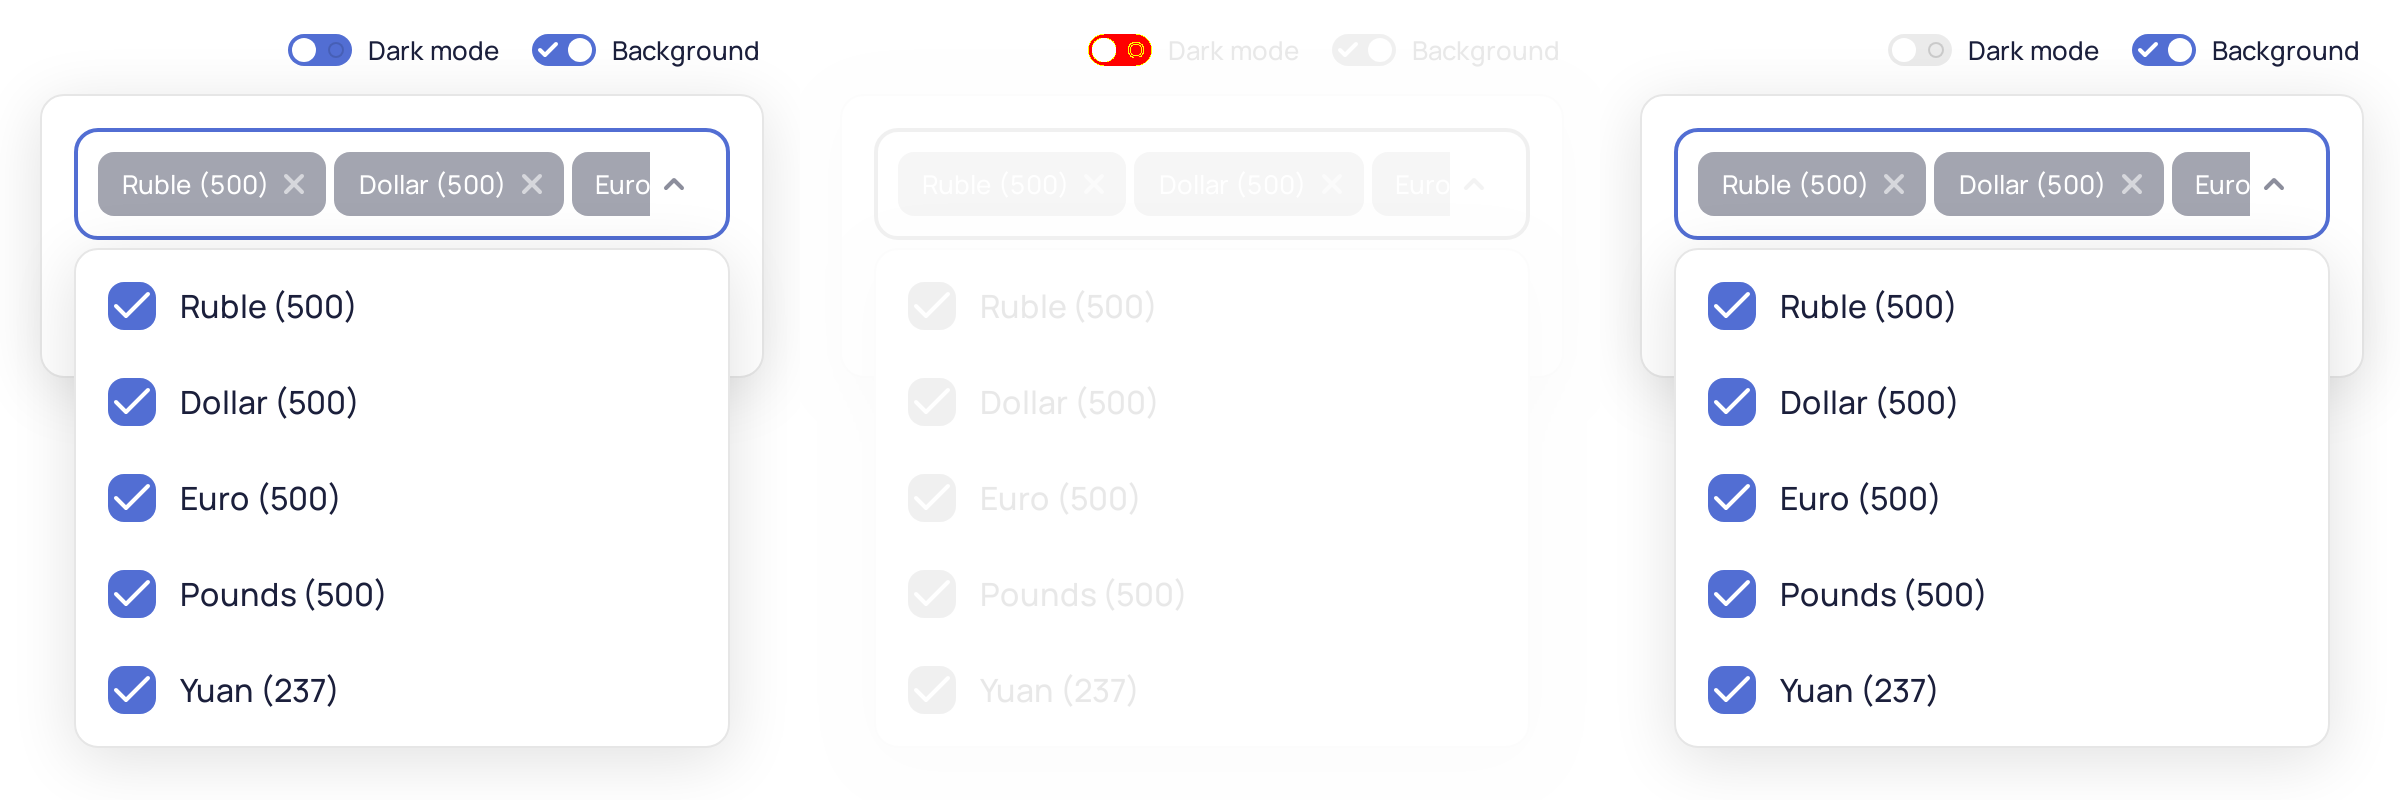 Dark mode Background
Ruble (500) Dollar (500) Euro
Ruble (500)
Dollar (500)
Euro (500)
Pounds (500)
Yuan (237)
Dark mode Background
Ruble (500) Dollar (500) Euro
Ruble (500)
Dollar (500)
Euro (500)
Pounds (500)
Yuan (237)
Dark mode Background
Ruble (500) Dollar (500) Euro
Ruble (500)
Dollar (500)
Euro (500)
Pounds (500)
Yuan (237)